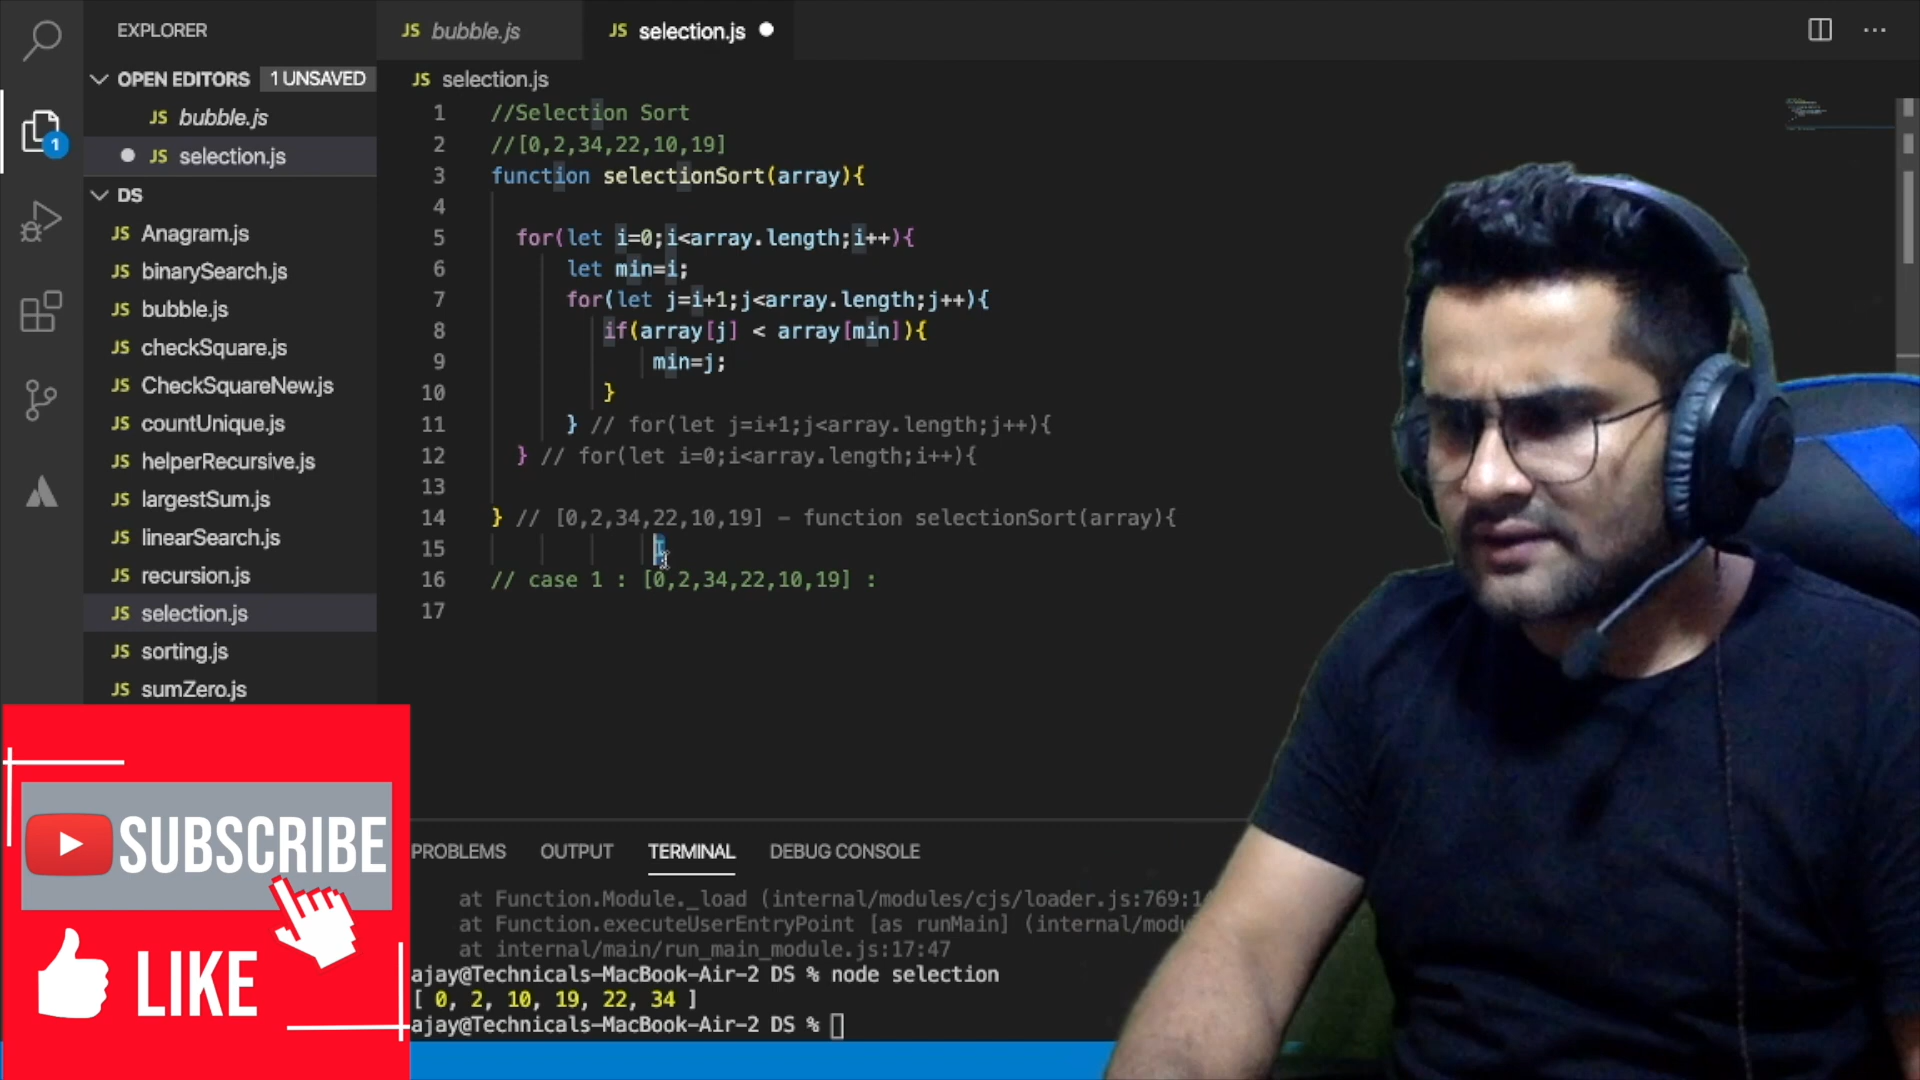 EXPLORER
OPEN EDITORS 1 UNSAVED
JS bubble.js
JS selection.js
1
DS
JS Anagram.js
JS binarySearch.js
JS bubble.js
JS checkSquare.js
JS CheckSquareNew.js
JS countUnique.js
JS helperRecursive.js
JS largestSum.js
JS linearSearch.js
JS recursion.js
JS selection.js
JS sorting.js
JS sumZero.js
JS bubble.js JS selection.js
JS selection.js
1 //Selection Sort
2 //[0,2,34,22,10,19]
3 function selectionSort(array){
4
5 for(let i=0;i<array.length;i++){
6 let min=i;
7 for(let j=i+1;j<array.length;j++){
8 if(array[j] < array[min]){
9 min=j;
10 }
11 } // for(let j=i+1;j<array.length;j++){
12 } // for(let i=0;i<array.length;i++){
13
14 } // [0,2,34,22,10,19] – function selectionSort(array){
15
16 // case 1 : [0,2,34,22,10,19] :
17
PROBLEMS OUTPUT TERMINAL DEBUG CONSOLE
at Function.Module._load (internal/modules/cjs/loader.js:769:1
at Function.executeUserEntryPoint [as runMain] (internal/modu
at internal/main/run_main_module.js:17:47
ajay@Technicals-MacBook-Air-2 DS % node selection
[ 0, 2, 10, 19, 22, 34 ]
ajay@Technicals-MacBook-Air-2 DS %
SUBSCRIBE
LIKE